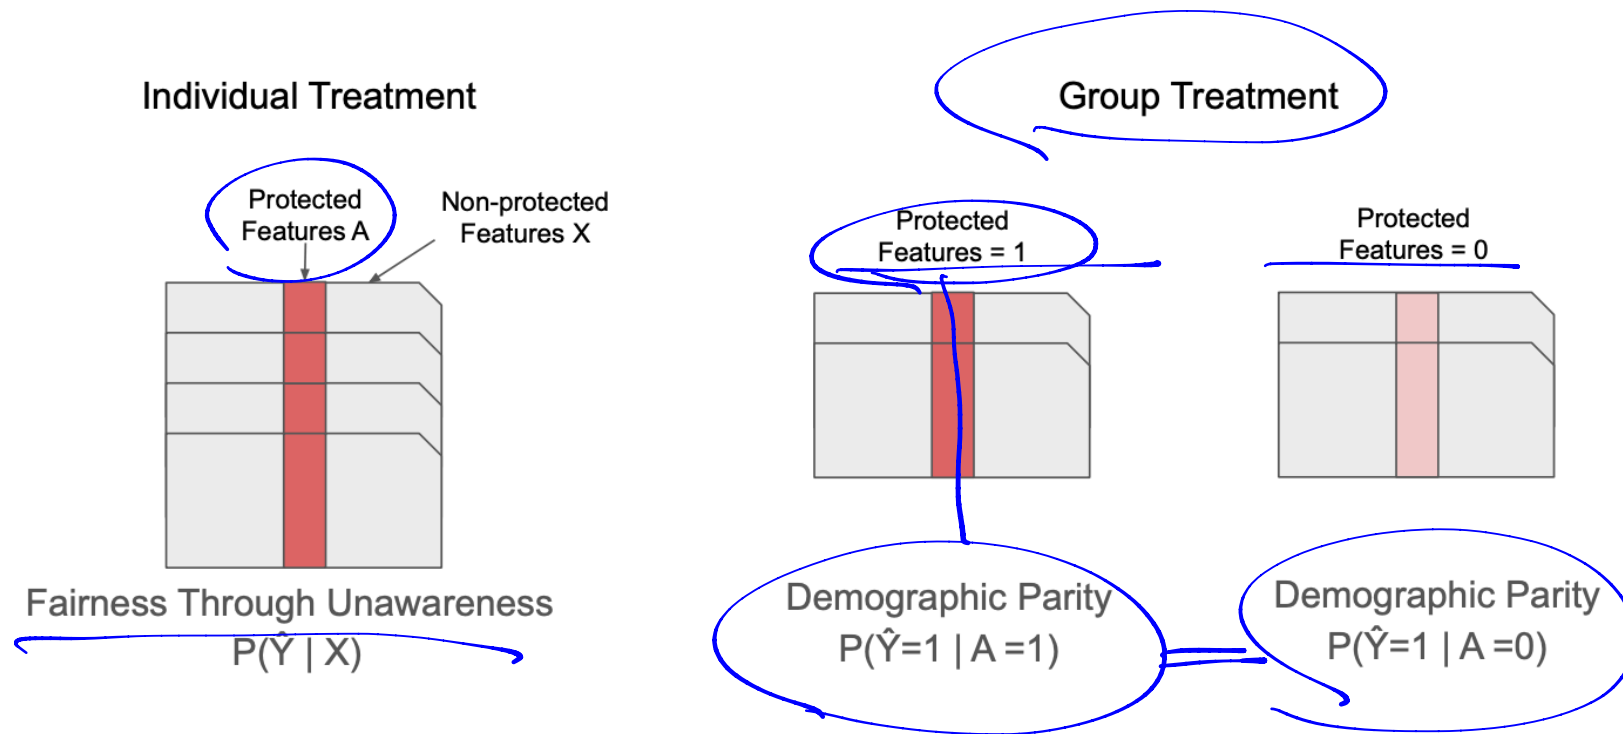 Individual Treatment
Protected
Features A
Non-protected
Features X
Fairness Through Unawareness
P(Ŷ | X)
Group Treatment
Protected
Features = 1
Protected
Features = 0
Demographic Parity
P(Ŷ=1 | A =1)
=
Demographic Parity
P(Ŷ=1 | A =0)